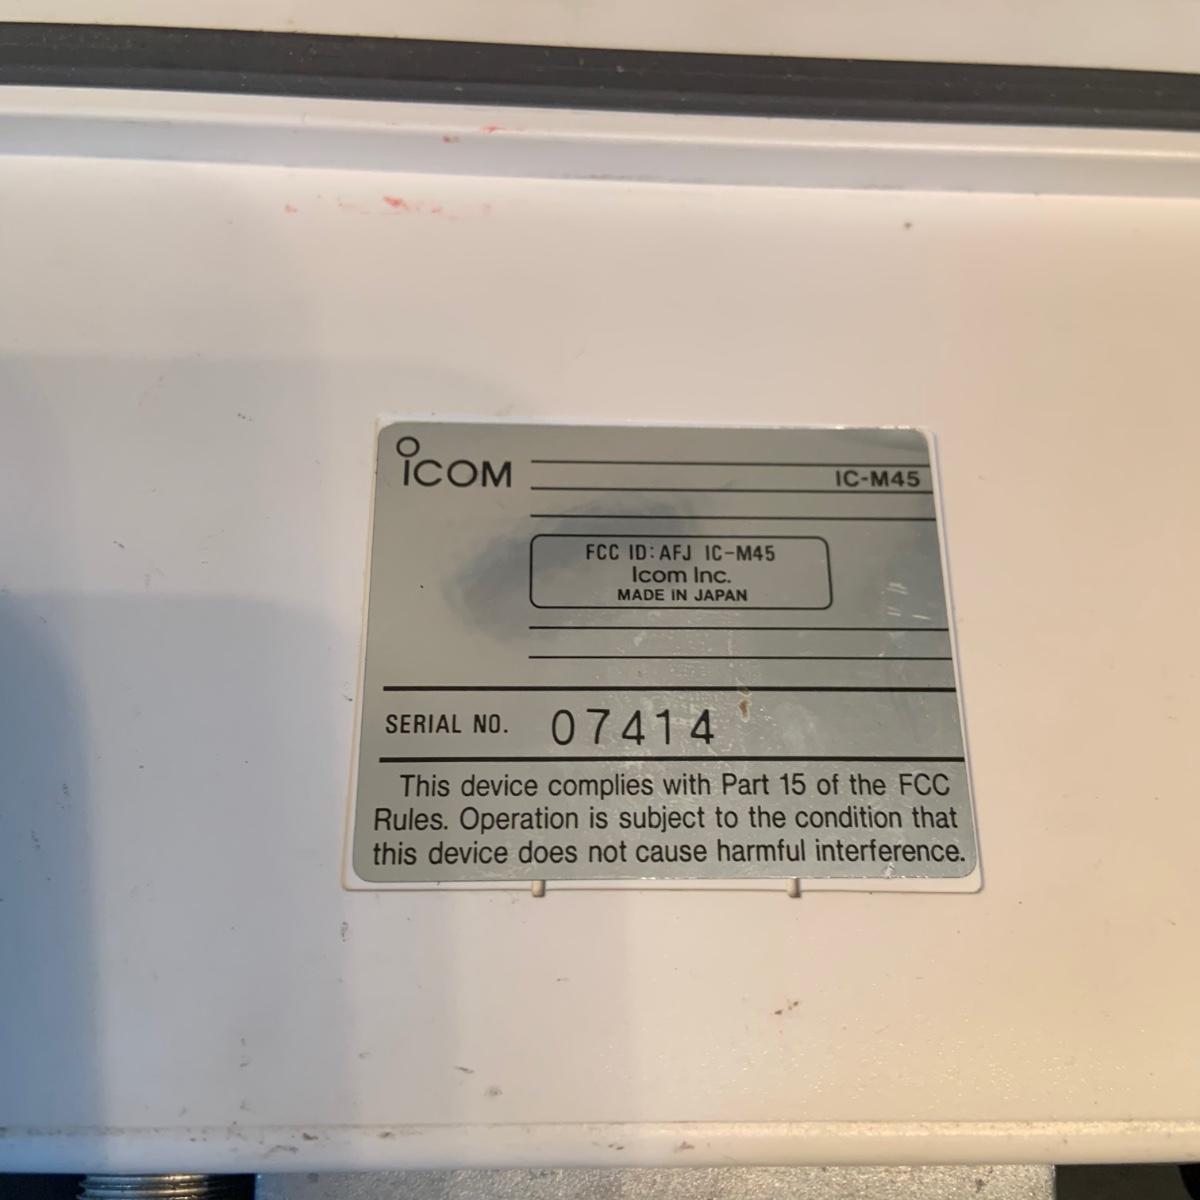 ICOM
IC-M45
FCC ID: AFJ IC-M45
Icom Inc.
MADE IN JAPAN
SERIAL NO. 07414
This device complies with Part 15 of the FCC
Rules. Operation is subject to the condition that
this device does not cause harmful interference.